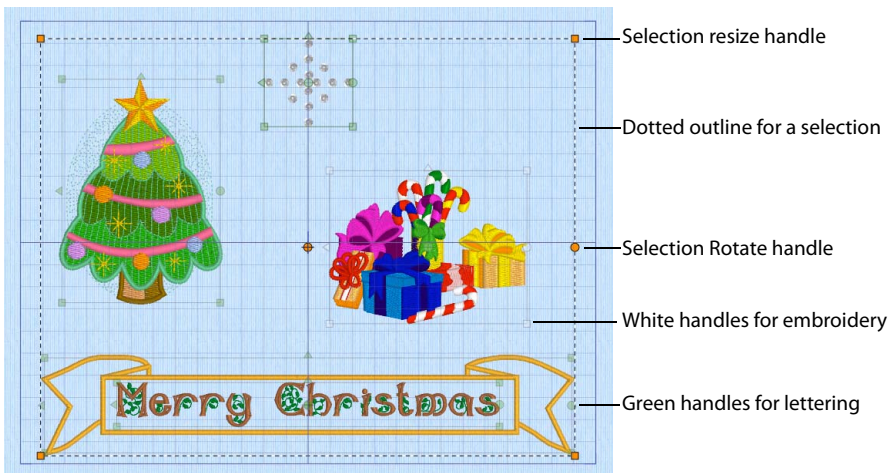 Selection resize handle
Dotted outline for a selection
Selection Rotate handle
White handles for embroidery
Merry Christmas
Green handles for lettering